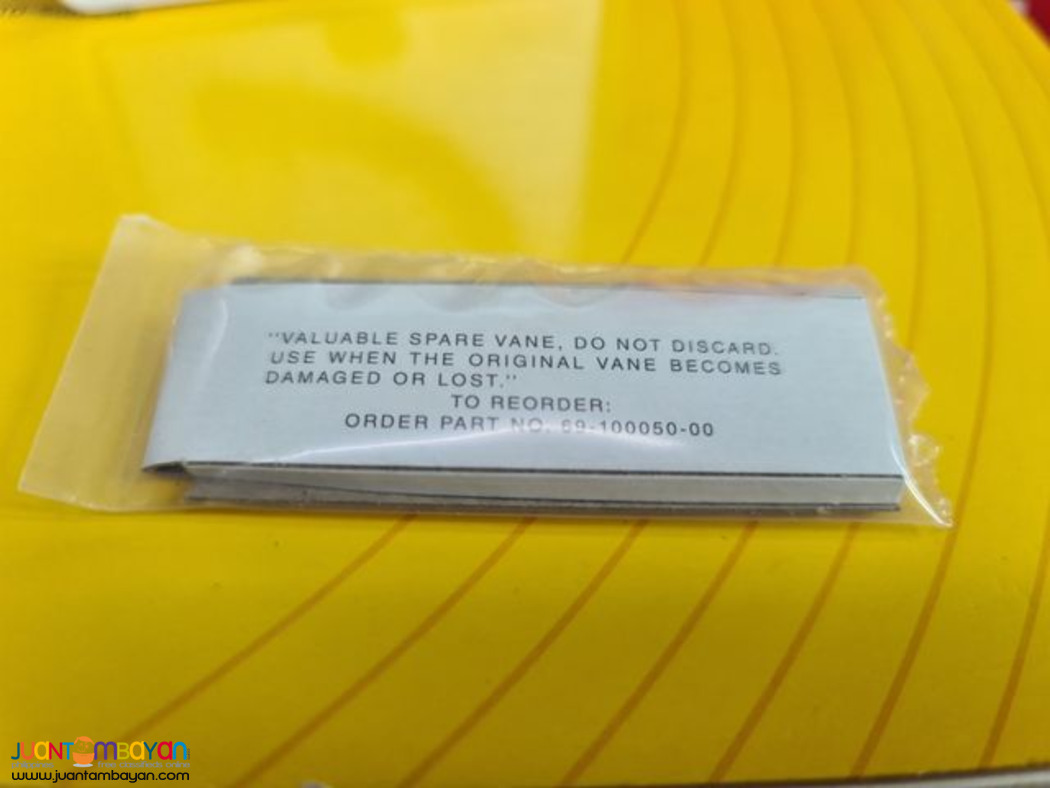 "VALUABLE SPARE VANE, DO NOT DISCARD.
USE WHEN THE ORIGINAL VANE BECOMES
DAMAGED OR LOST."
TO REORDER:
ORDER PART NO. 69-100050-00
JUANTAMBAYAN
www.juantambayan.com